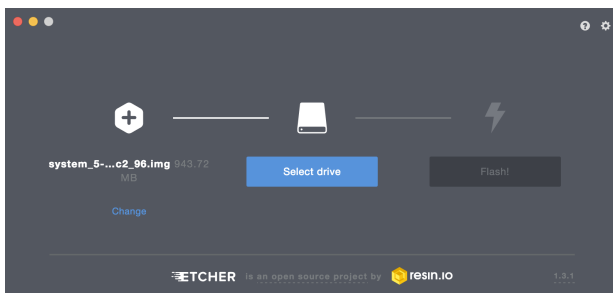 system_5-...c2_96.img 943.72
MB
Select drive
Flash!
Change
ETCHER is an open source project by resin.io
1.3.1